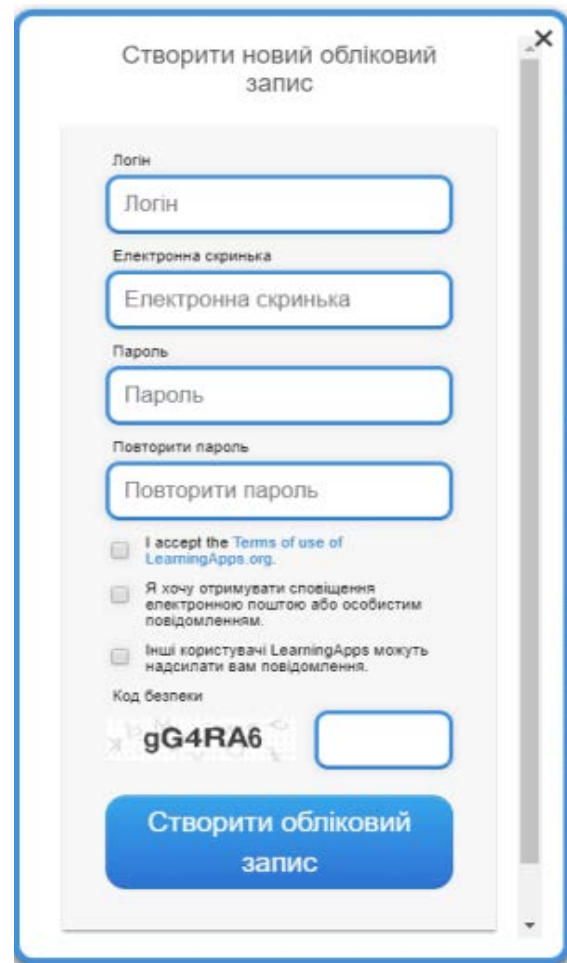 Створити новий обліковий
запис
Логін
Логін
Електронна скринька
Електронна скринька
Пароль
Пароль
Повторити пароль
Повторити пароль
I accept the Terms of use of
LearningApps.org.
Я хочу отримувати сповіщення
електронною поштою або особистим
повідомленням.
Інші користувачі LearningApps можуть
надсилати вам повідомлення.
Код безпеки
gG4RA6
Створити обліковий
запис